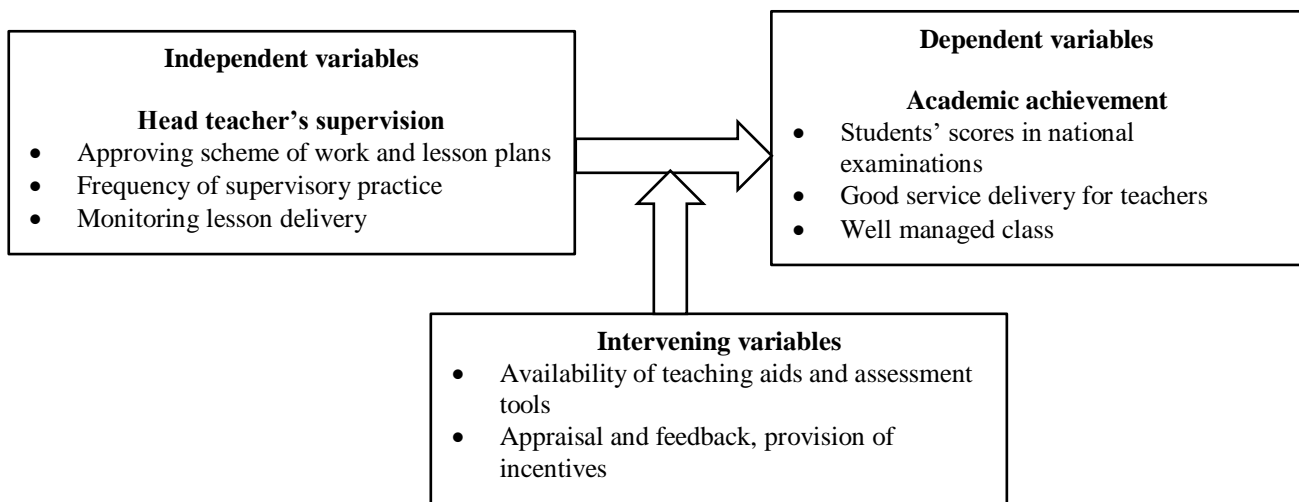 Independent variables
Head teacher’s supervision
• Approving scheme of work and lesson plans
• Frequency of supervisory practice
• Monitoring lesson delivery
Dependent variables
Academic achievement
• Students’ scores in national
examinations
• Good service delivery for teachers
• Well managed class
Intervening variables
• Availability of teaching aids and assessment
tools
• Appraisal and feedback, provision of
incentives